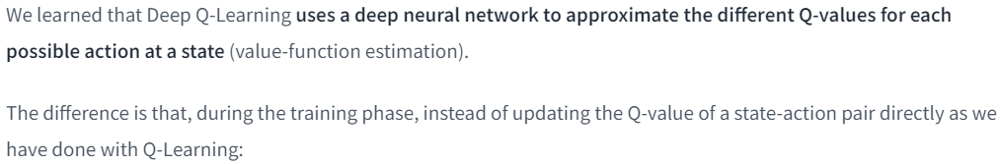 We learned that Deep Q-Learning uses a deep neural network to approximate the different Q-values for each
possible action at a state (value-function estimation).
The difference is that, during the training phase, instead of updating the Q-value of a state-action pair directly as we
have done with Q-Learning: